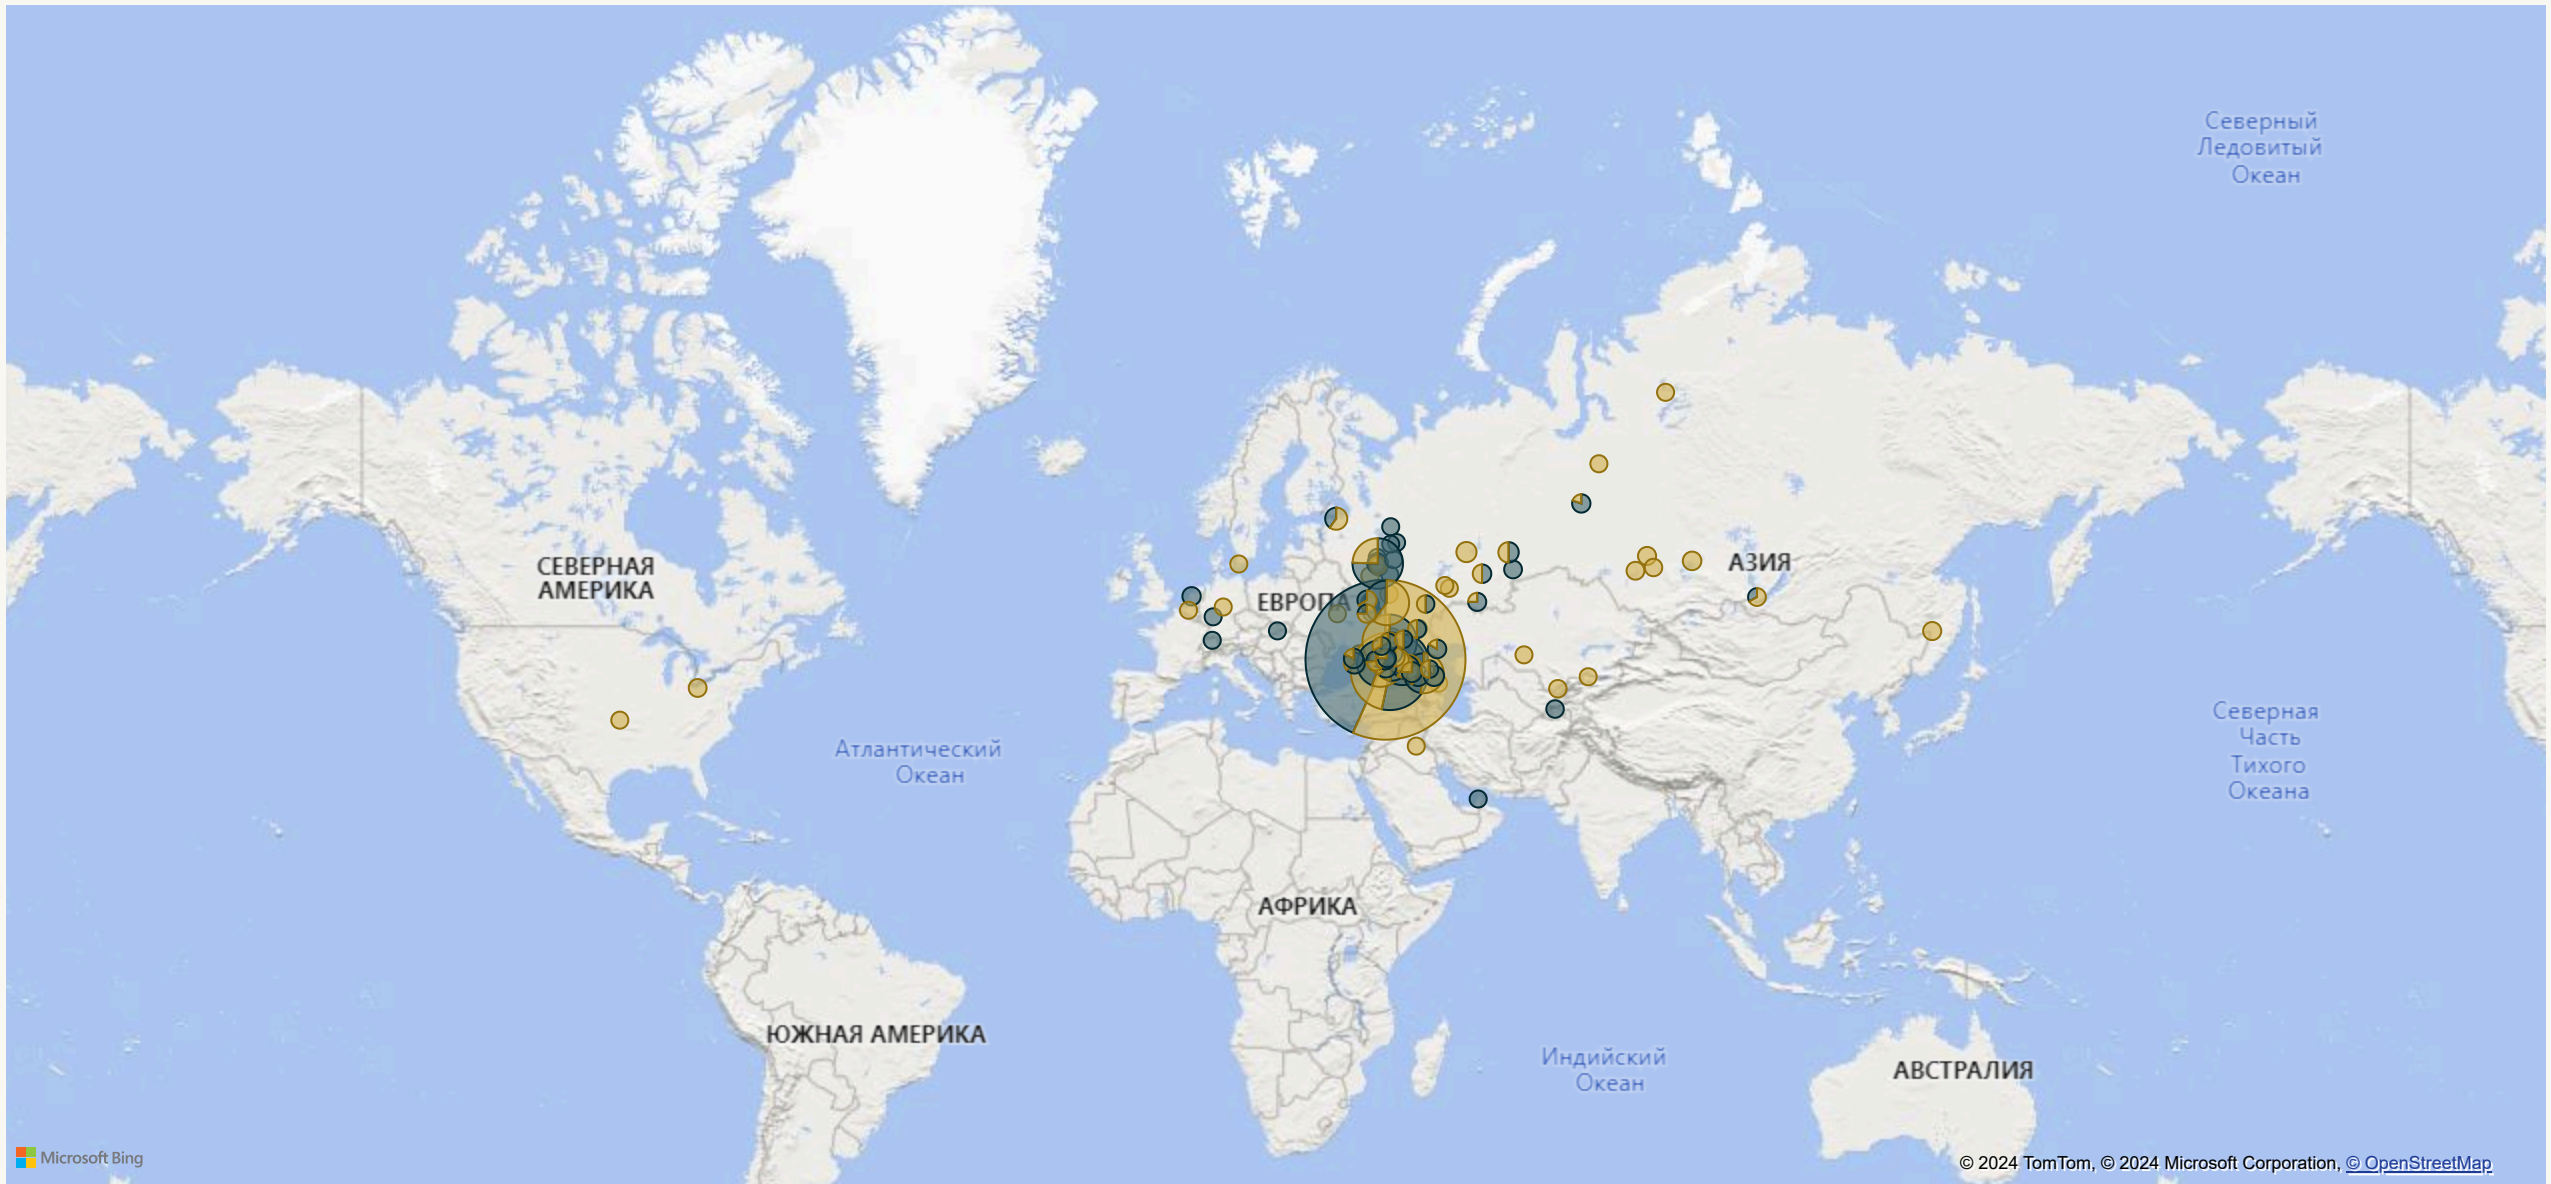 Северный
Ледовитый
Океан
СЕВЕРНАЯ
АМЕРИКА
ЕВРОПА
АЗИЯ
Атлантический
Океан
Северная
Часть
Тихого
Океана
АФРИКА
ЮЖНАЯ АМЕРИКА
Индийский
Океан
АВСТРАЛИЯ
Microsoft Bing
© 2024 TomTom, © 2024 Microsoft Corporation, © OpenStreetMap